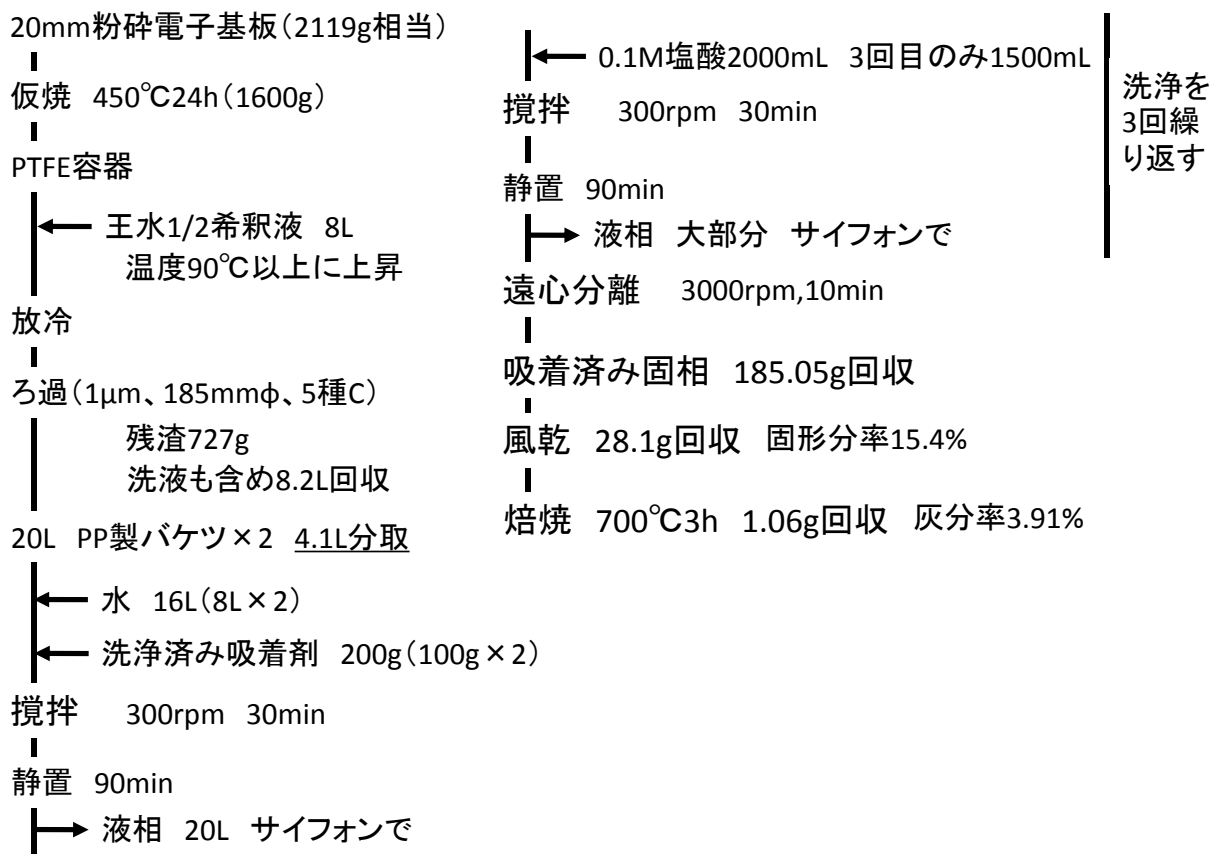 20mm粉砕電子基板(2119g相当)
仮焼 450℃24h(1600g)
PTFE容器
王水1/2希釈液 8L
温度90℃以上に上昇
放冷
ろ過(1μm、185mmφ、5種C)
残渣727g
洗液も含め8.2L回収
20L PP製バケツ×2 4.1L分取
水 16L(8L×2)
洗浄済み吸着剤 200g(100g×2)
撹拌 300rpm 30min
静置 90min
液相 20L サイフォンで
0.1M塩酸2000mL 3回目のみ1500mL
撹拌 300rpm 30min
静置 90min
液相 大部分 サイフォンで
洗浄を
3回繰
り返す
遠心分離 3000rpm,10min
吸着済み固相 185.05g回収
風乾 28.1g回収 固形分率15.4%
焙焼 700℃3h 1.06g回収 灰分率3.91%